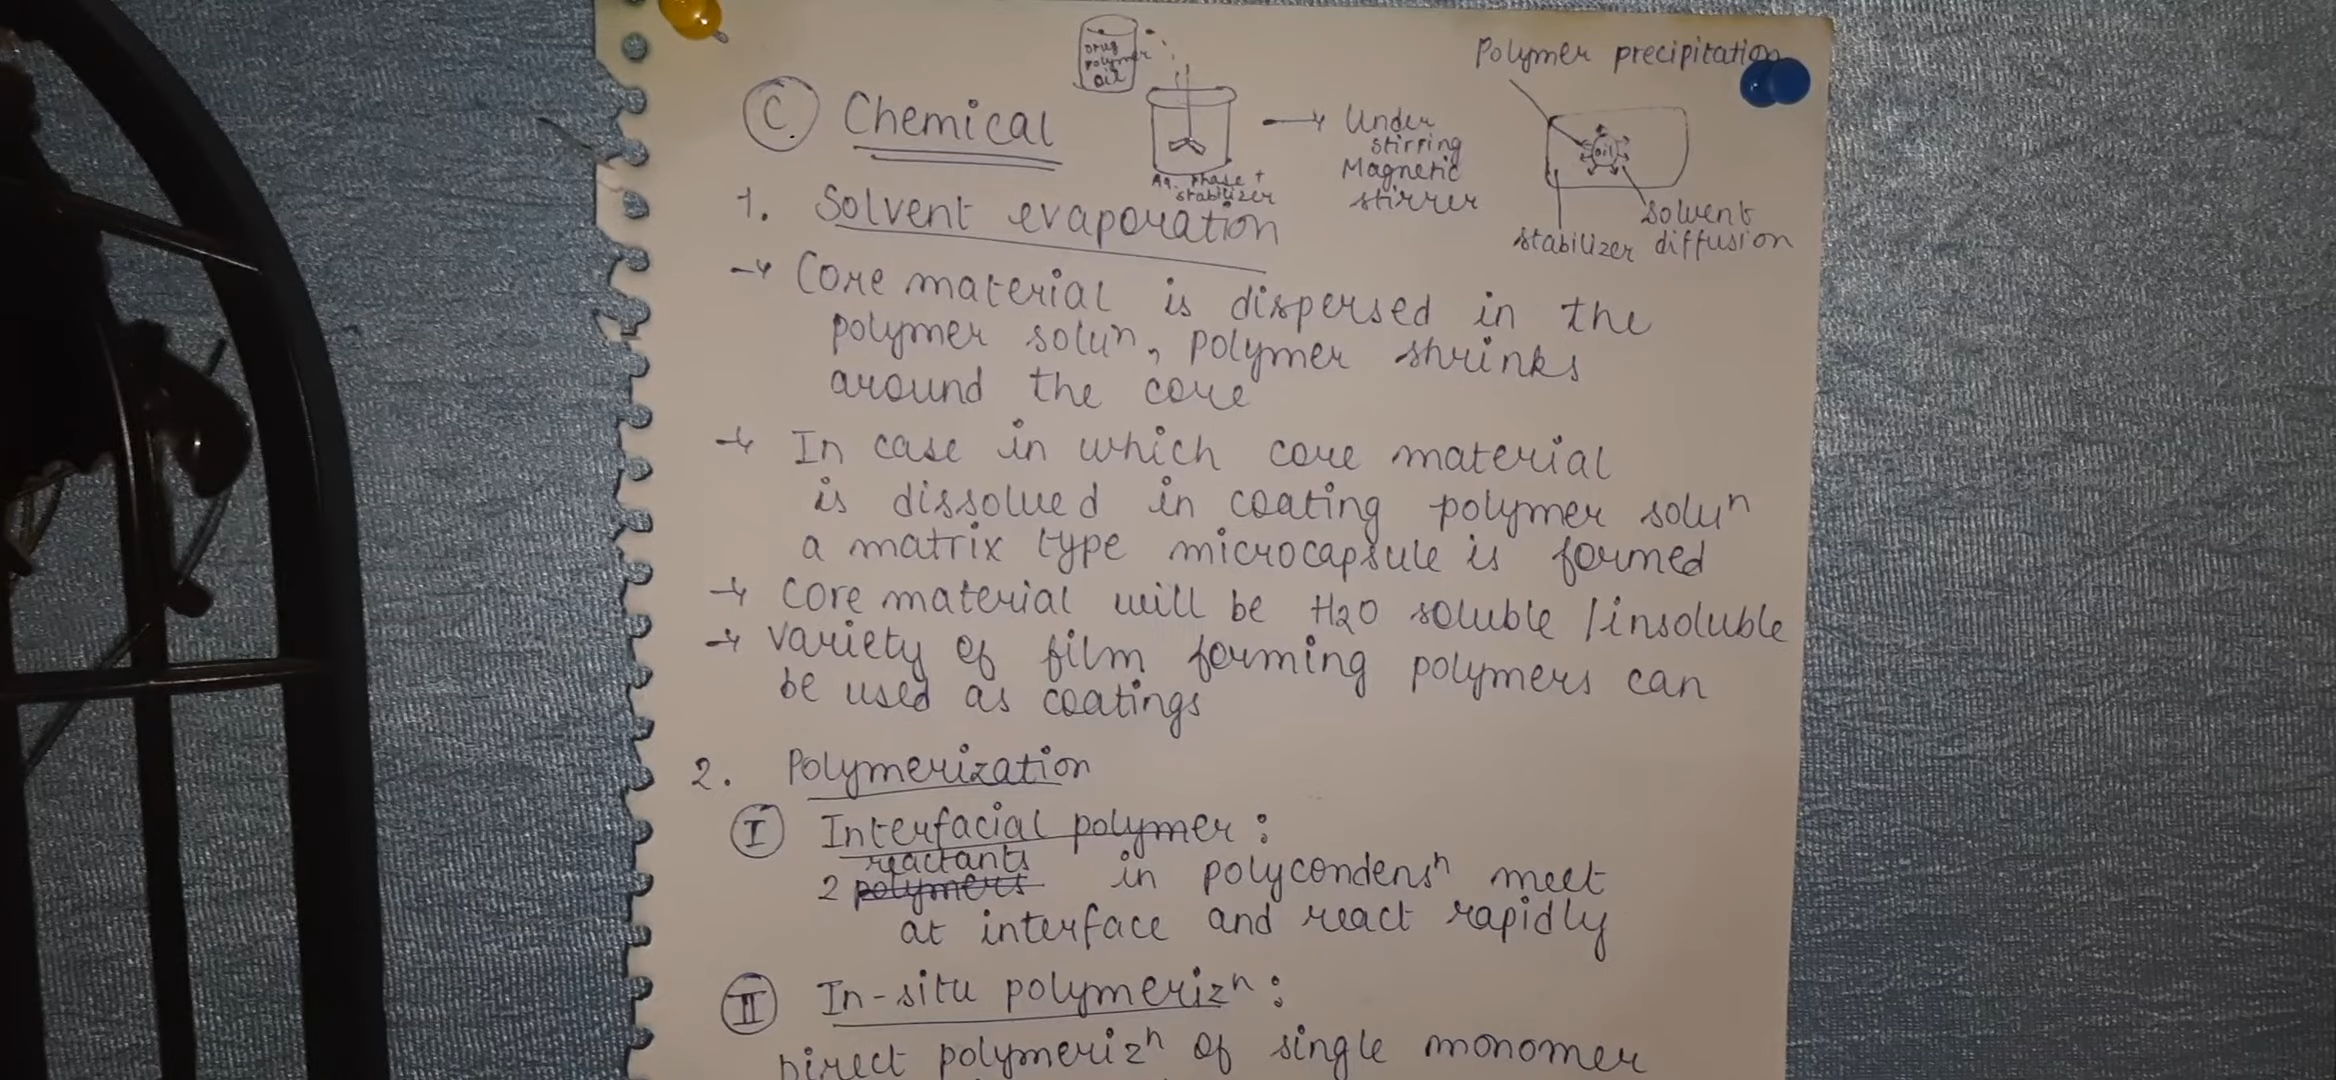 Drug
polymer
oil
Polymer precipitation
C. Chemical
Under
stirring
Magnetic
stirrer
oil
Aq. phase +
stabilizer
solvent
diffusion
stabilizer
1. Solvent evaporation
→ Core material is dispersed in the
polymer soluⁿ, polymer shrinks
around the core
→ In case in which core material
is dissolved in coating polymer soluⁿ
a matrix type microcapsule is formed
→ core material will be H2O soluble / insoluble
→ variety of film forming polymers can
be used as coatings
2. Polymerization
I Interfacial polymer :
reactants
2 polymers in polycondensⁿ meet
at interface and react rapidly
II In-situ polymerizⁿ :
Direct polymerizⁿ of single monomer